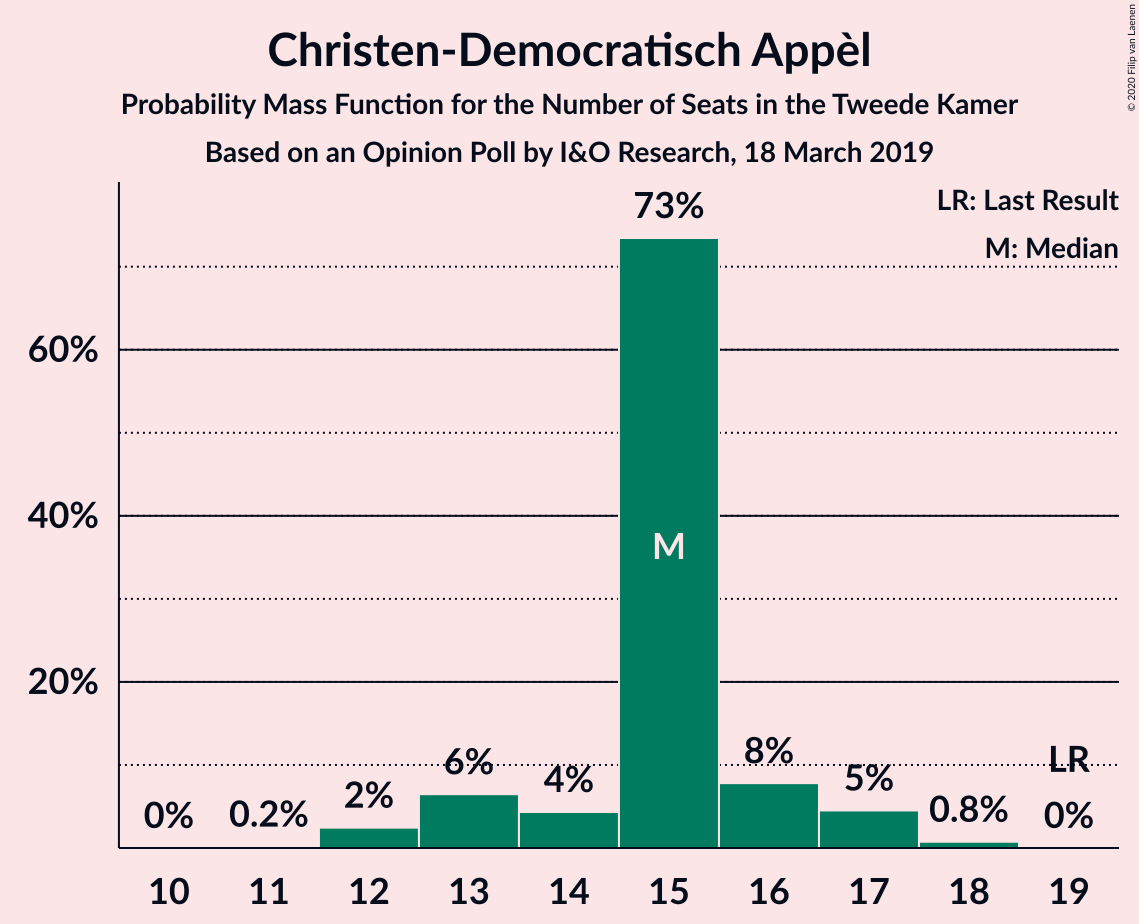 Christen-Democratisch Appèl
Probability Mass Function for the Number of Seats in the Tweede Kamer
Based on an Opinion Poll by I&O Research, 18 March 2019
© 2020 Filip van Laenen
LR: Last Result
M: Median
73%
60%
40%
20%
M
0%
0.2%
2%
6%
4%
8%
5%
0.8%
LR
0%
10 11 12 13 14 15 16 17 18 19